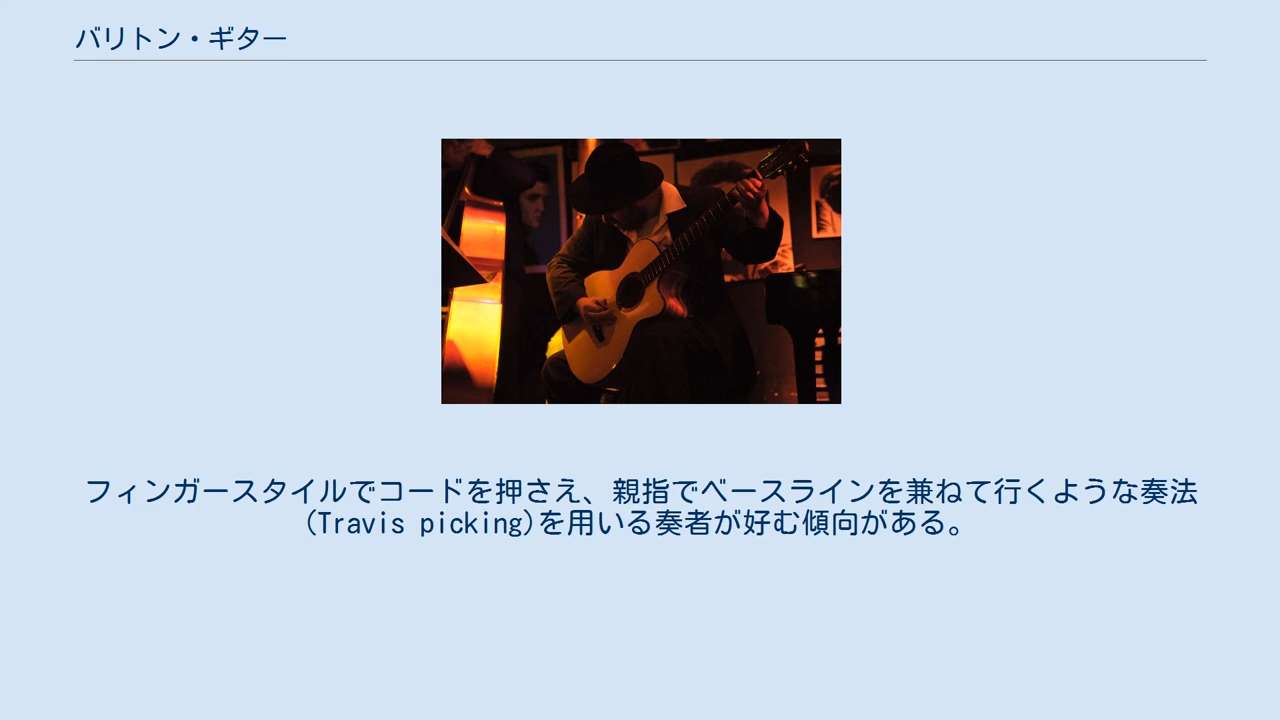 バリトン・ギター
フィンガースタイルでコードを押さえ、親指でベースラインを兼ねて行くような奏法
(Travis picking)を用いる奏者が好む傾向がある。